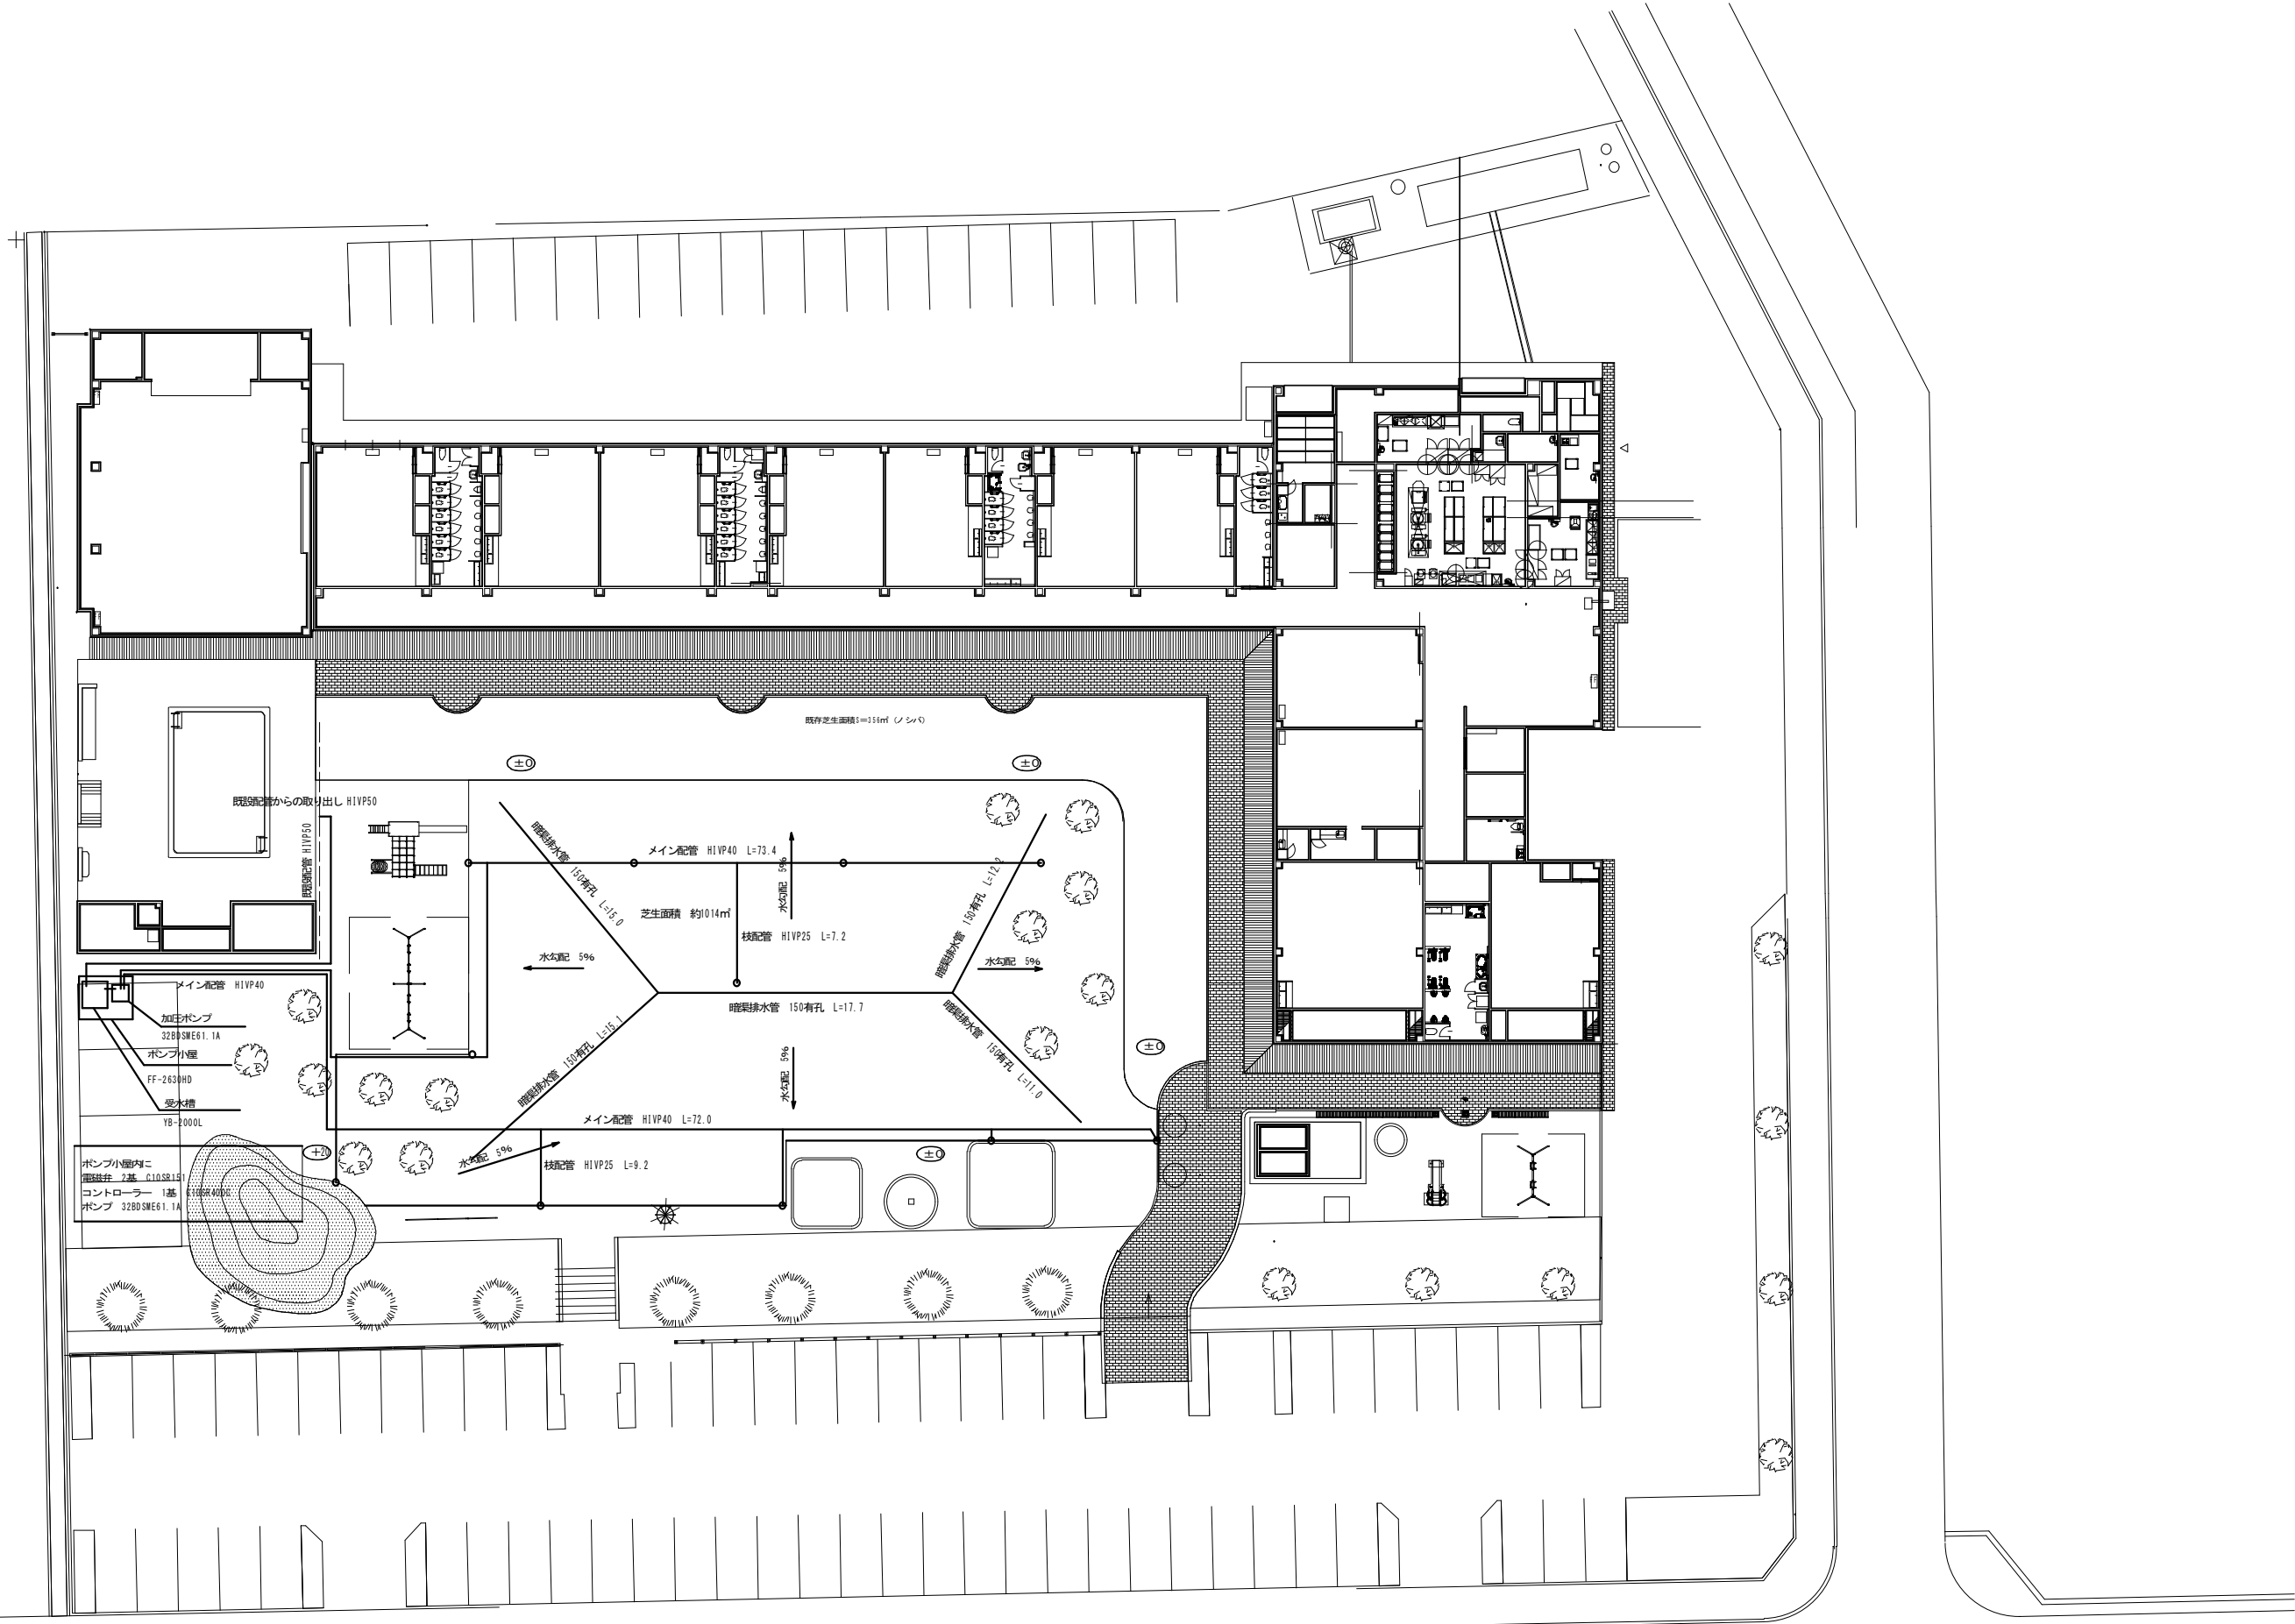 既存芝生面積S=356㎡（ノシバ）
±0
±0
既設配管からの取り出し HIVP50
既設配管 HIVP50
暗渠排水管 150有孔 L=15.0
メイン配管 HIVP40 L=73.4
水勾配 5%
暗渠排水管 150有孔 L=12.2
芝生面積 約1014㎡
枝配管 HIVP25 L=7.2
水勾配 5%
水勾配 5%
メイン配管 HIVP40
暗渠排水管 150有孔 L=17.7
暗渠排水管 150有孔 L=11.0
加圧ポンプ
32BDSME61.1A
ポンプ小屋
FF-2630HD
受水槽
YB-2000L
暗渠排水管 150有孔 L=15.1
水勾配 5%
±0
メイン配管 HIVP40 L=72.0
+20
水勾配 5%
枝配管 HIVP25 L=9.2
±0
ポンプ小屋内に
電磁弁 2基 C10SR151
コントローラー 1基
ポンプ 32BDSME61.1A